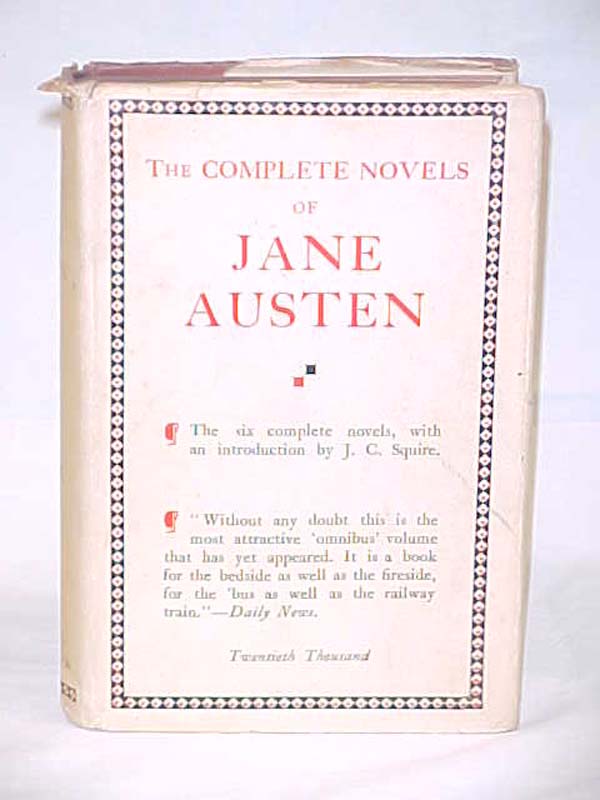 The COMPLETE NOVELS
OF
JANE
AUSTEN
¶ The six complete novels, with
an introduction by J. C. Squire.
¶ "Without any doubt this is the
most attractive 'omnibus' volume
that has yet appeared. It is a book
for the bedside as well as the fireside,
for the 'bus as well as the railway
train."—Daily News.
Twentieth Thousand